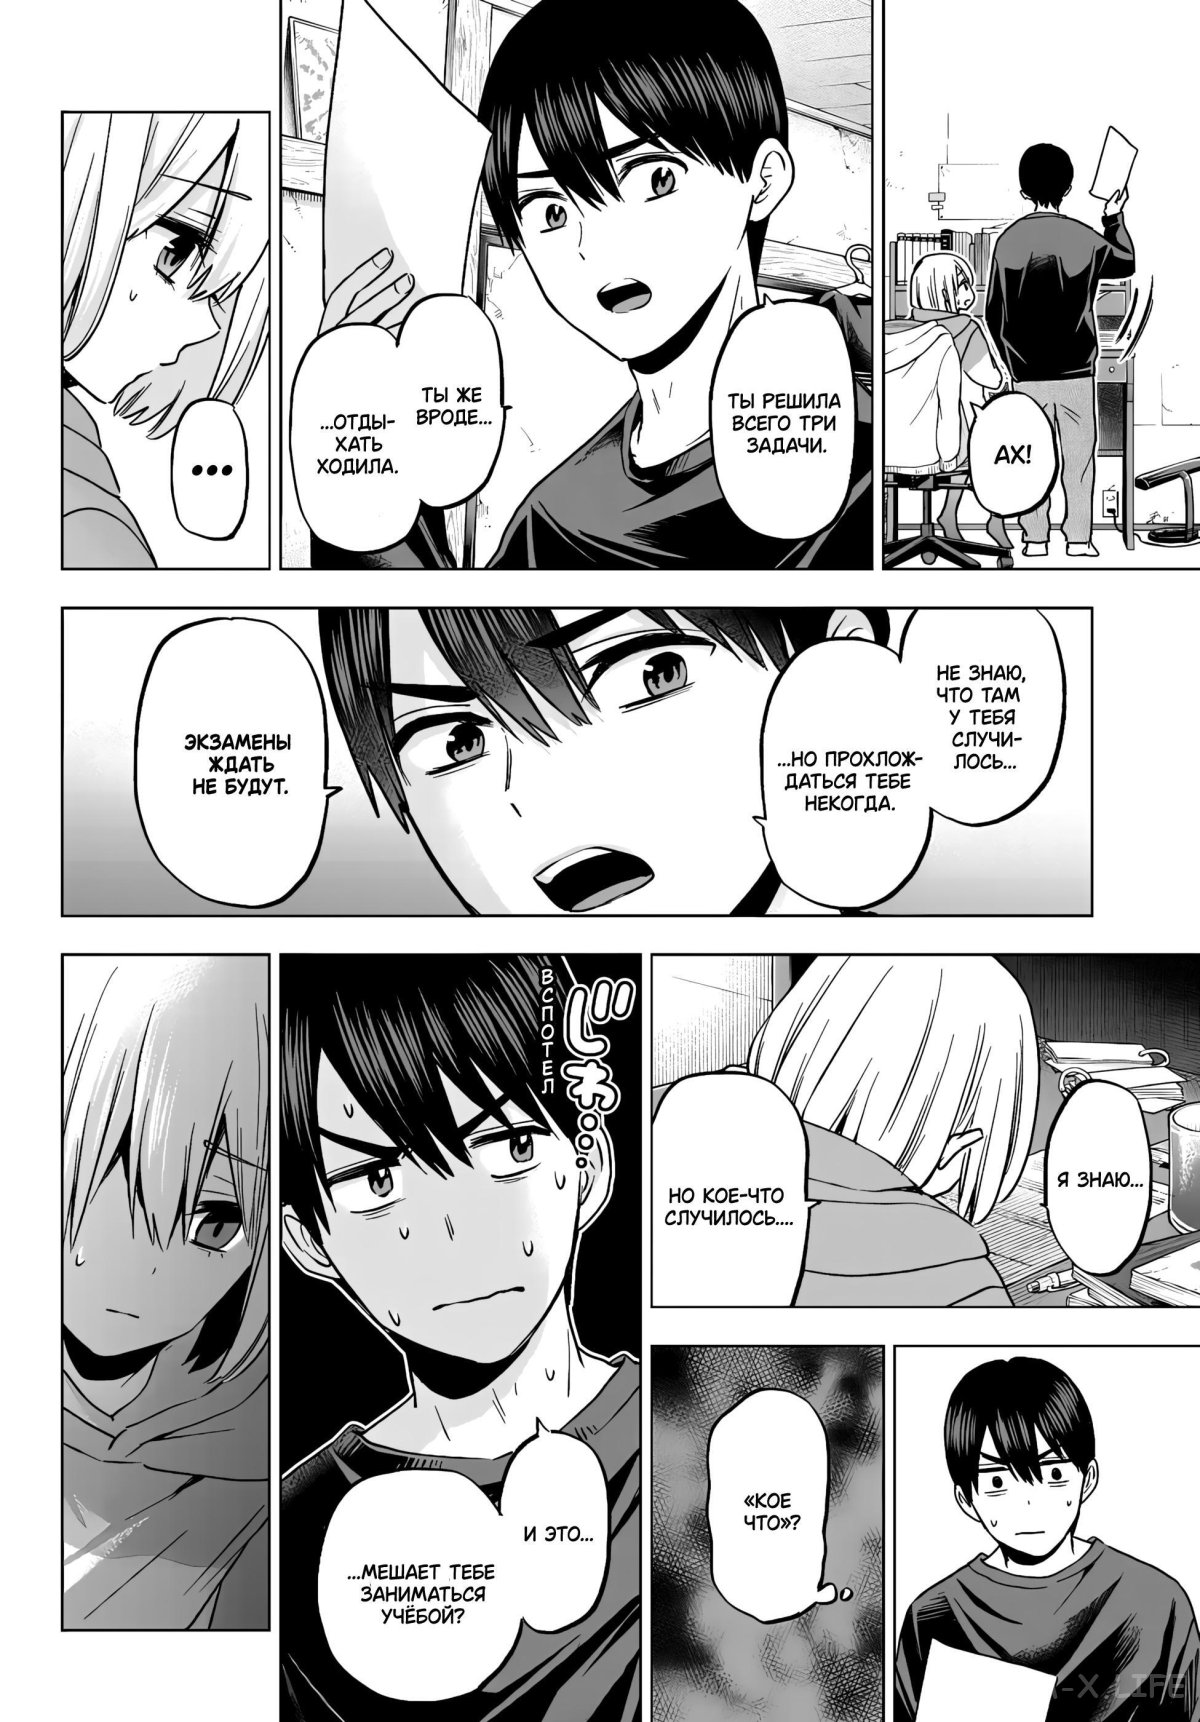 АХ!
ТЫ РЕШИЛА
ВСЕГО ТРИ
ЗАДАЧИ.
ТЫ ЖЕ
ВРОДЕ...
...ОТДЫ-
ХАТЬ
ХОДИЛА.
...
НЕ ЗНАЮ,
ЧТО ТАМ
У ТЕБЯ
СЛУЧИ-
ЛОСЬ...
...НО ПРОХЛОЖ-
ДАТЬСЯ ТЕБЕ
НЕКОГДА.
ЭКЗАМЕНЫ
ЖДАТЬ
НЕ БУДУТ.
Я ЗНАЮ...
НО КОЕ-ЧТО
СЛУЧИЛОСЬ....
«КОЕ
ЧТО»?
じわ...
ВСПОТЕЛ
И ЭТО...
...МЕШАЕТ ТЕБЕ
ЗАНИМАТЬСЯ
УЧЁБОЙ?
-X.LIFE